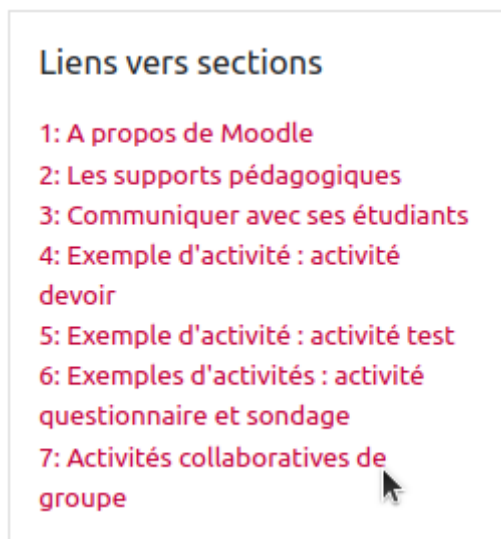 Liens vers sections
1: A propos de Moodle
2: Les supports pédagogiques
3: Communiquer avec ses étudiants
4: Exemple d'activité : activité
devoir
5: Exemple d'activité : activité test
6: Exemples d'activités : activité
questionnaire et sondage
7: Activités collaboratives de
groupe